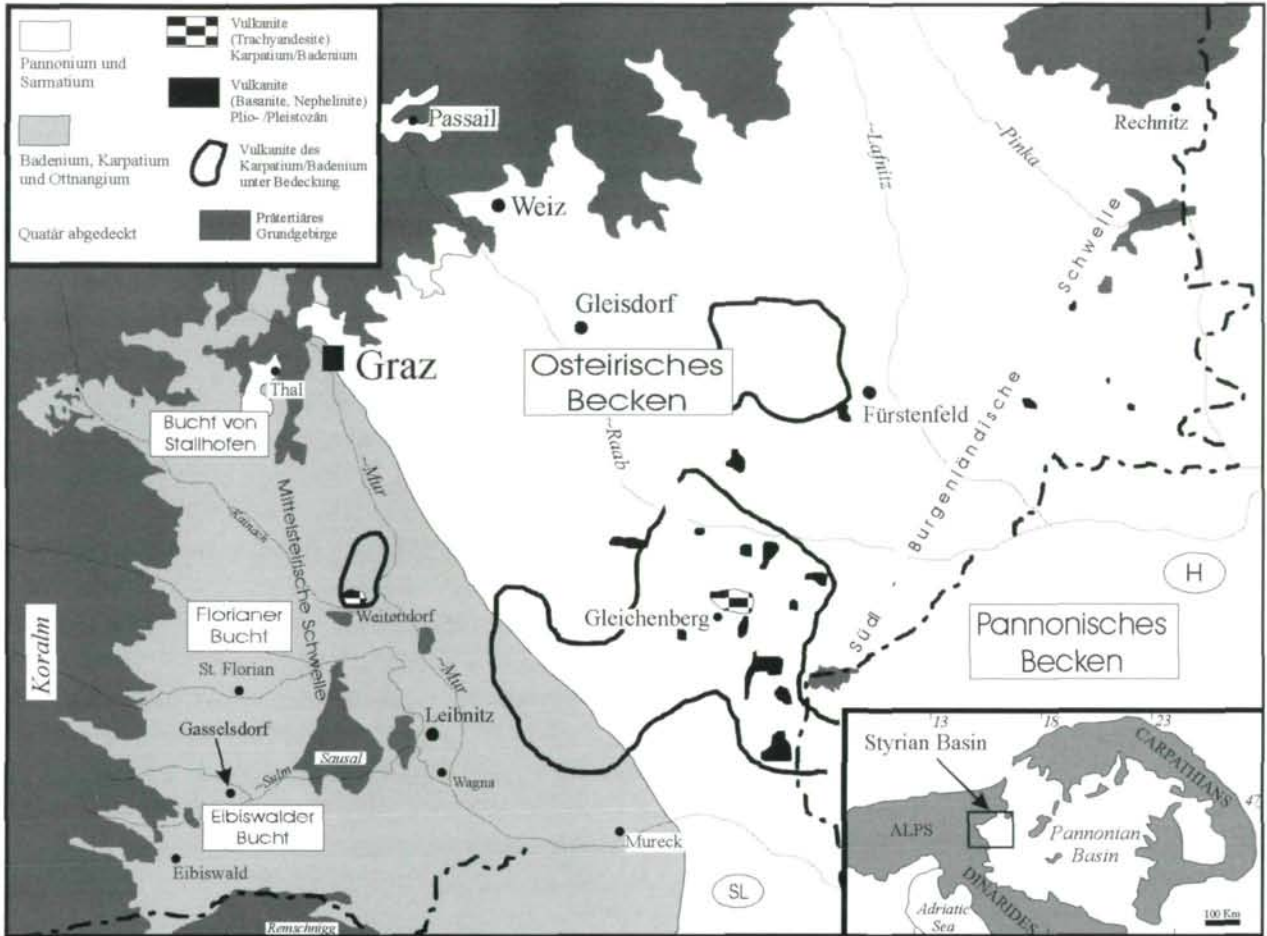 Pannonium und
Sarmatium
Badenium, Karpatium
und Ottnangium
Quatär abgedeckt
Vulkanite
(Trachyandesite)
Karpatium/Badenium
Vulkanite
(Basanite, Nephelinite)
Plio- /Pleistozän
Vulkanite des
Karpatium/Badenium
unter Bedeckung
Prätertiäres
Grundgebirge
Passail
Weiz
Rechnitz
~Lafnitz
~Pinka
Gleisdorf
Graz
Thal
Osteirisches
Becken
Fürstenfeld
Bucht von
Stallhofen
~Raab
~Mur
Kainach
Mittelsteirische Schwelle
Südl
Burgenländische
Schwelle
H
Weitendorf
Gleichenberg
Florianer
Bucht
Pannonisches
Becken
Koralm
St. Florian
~Mur
Leibnitz
Gasselsdorf
Sausal
~Sulm
Wagna
Eibiswalder
Bucht
Mureck
Eibiswald
SL
Remschnigg
13
18
23
47
Styrian Basin
CARPATHIANS
ALPS
Pannonian
Basin
DINARIDES
Adriatic
Sea
100 Km